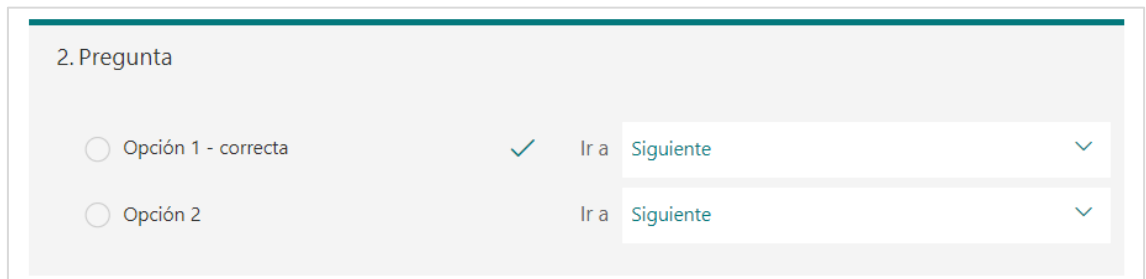 2. Pregunta
Opción 1 - correcta Ir a Siguiente
Opción 2 Ir a Siguiente